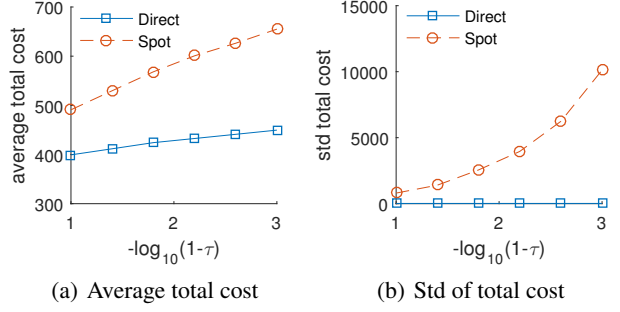 700
600
500
400
300
average total cost
Direct
Spot
1 2 3
-log10(1-τ)
(a) Average total cost
15000
10000
5000
0
std total cost
Direct
Spot
1 2 3
-log10(1-τ)
(b) Std of total cost